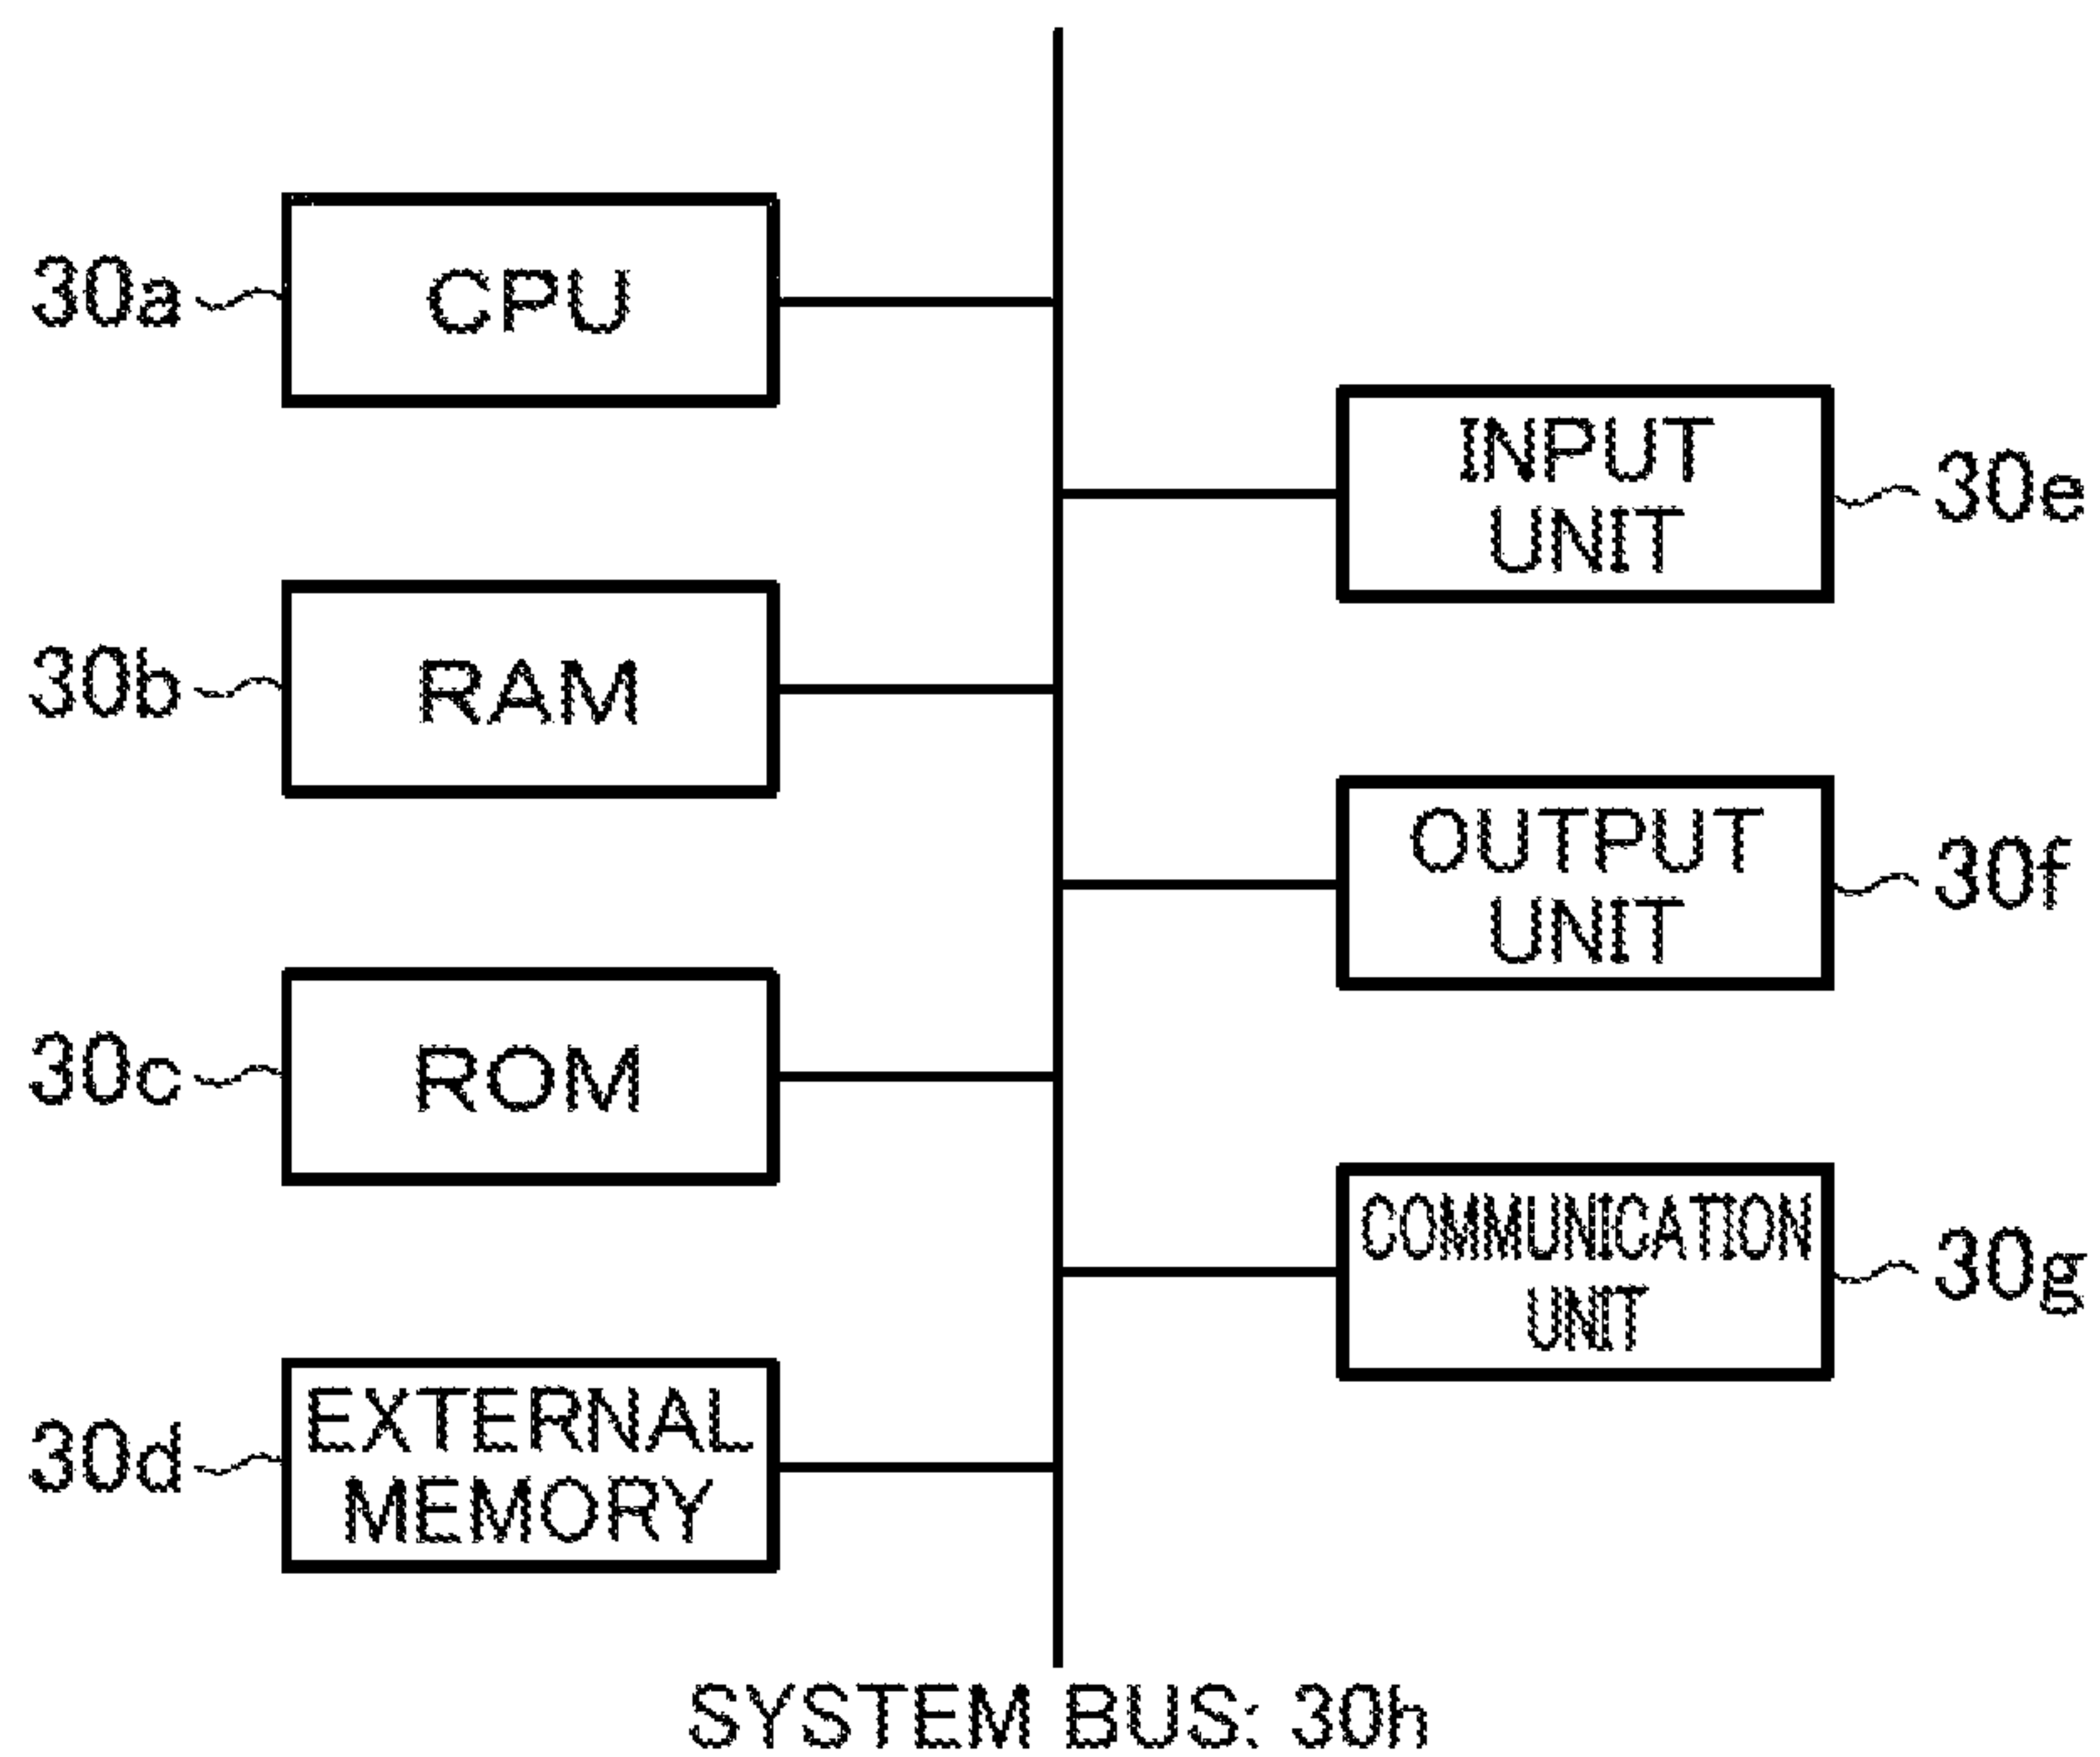 30a
CPU
30b
RAM
30c
ROM
30d
EXTERNAL
MEMORY
INPUT
UNIT
30e
OUTPUT
UNIT
30f
COMMUNICATION
UNIT
30g
SYSTEM BUS: 30h